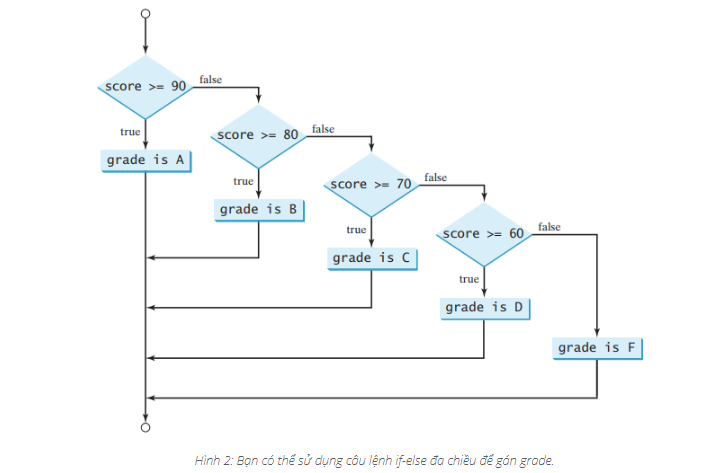 score >= 90
false
true
grade is A
score >= 80
false
true
grade is B
score >= 70
false
true
grade is C
score >= 60
false
true
grade is D
grade is F
Hình 2: Bạn có thể sử dụng câu lệnh if-else đa chiều để gán grade.